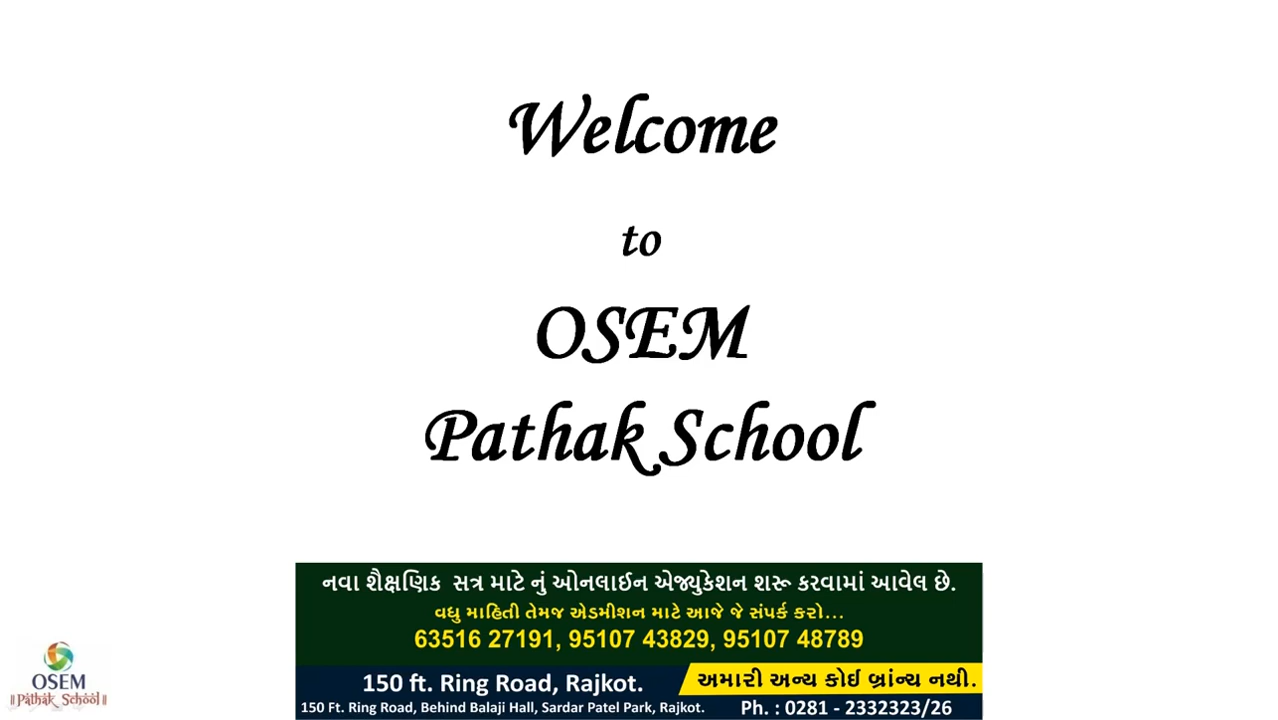 Welcome
to
OSEM
Pathak School
નવા શૈક્ષણિક સત્ર માટે નું ઓનલાઈન એજ્યુકેશન શરૂ કરવામાં આવેલ છે.
વધુ માહિતી તેમજ એડમીશન માટે આજે જે સંપર્ક કરો...
63516 27191, 95107 43829, 95107 48789
150 ft. Ring Road, Rajkot.
અમારી અન્ય કોઈ બ્રાંન્ચ નથી.
150 Ft. Ring Road, Behind Balaji Hall, Sardar Patel Park, Rajkot.
Ph. : 0281 - 2332323/26
OSEM
॥Pathak School॥